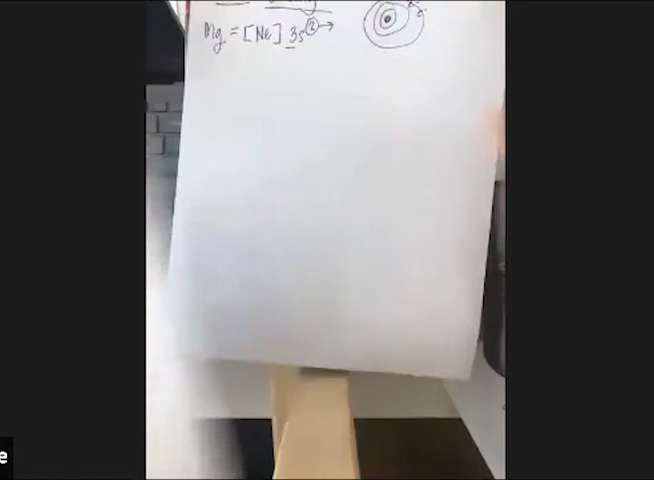 Mg = [Ne] 3s² →
e